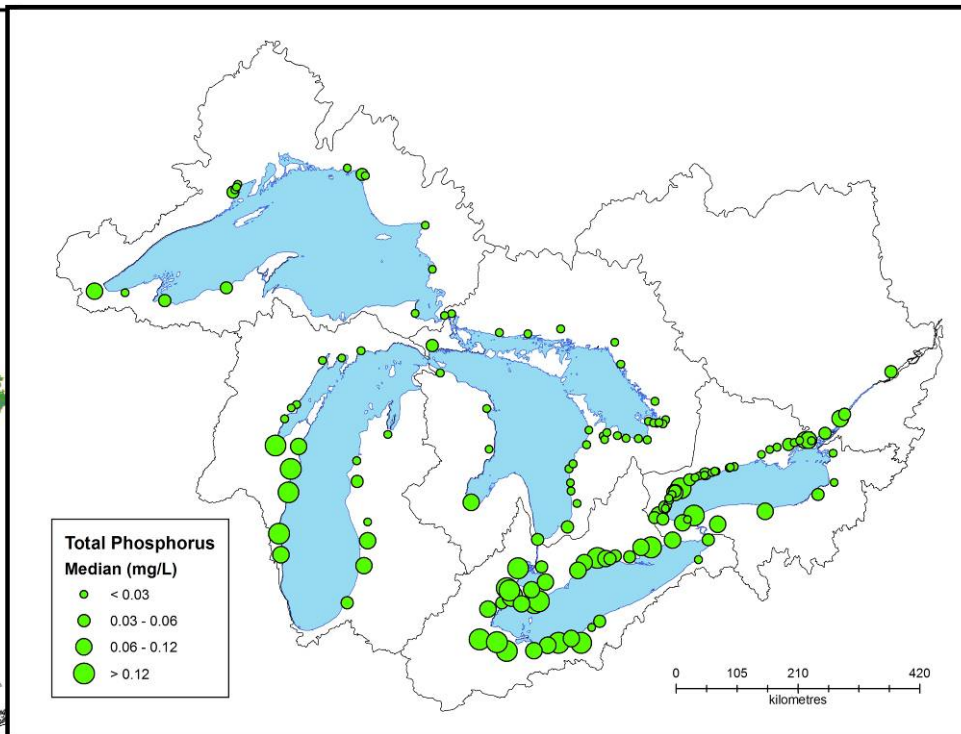 Total Phosphorus
Median (mg/L)
< 0.03
0.03 - 0.06
0.06 - 0.12
> 0.12
0 105 210 420
kilometres